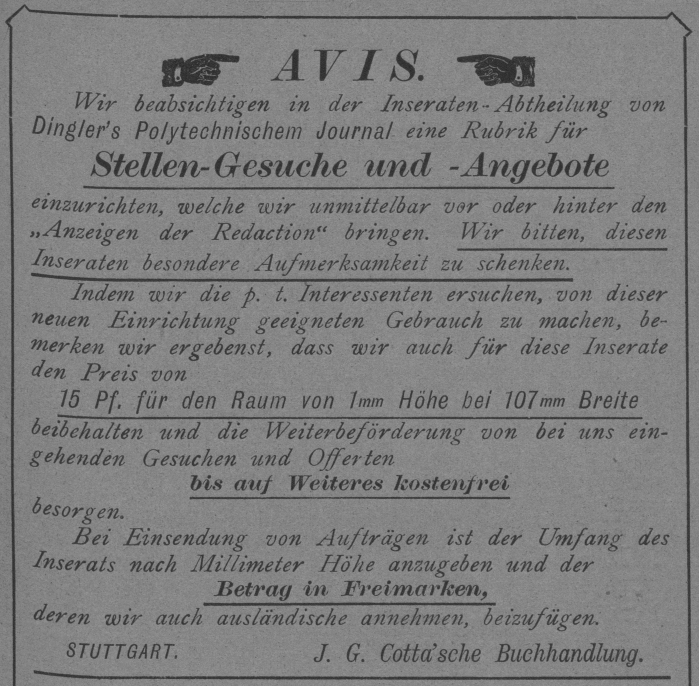 AVIS.
Wir beabsichtigen in der Inseraten-Abtheilung von
Dingler's Polytechnischem Journal eine Rubrik für
Stellen-Gesuche und -Angebote
einzurichten, welche wir unmittelbar vor oder hinter den
„Anzeigen der Redaction“ bringen. Wir bitten, diesen
Inseraten besondere Aufmerksamkeit zu schenken.
Indem wir die p. t. Interessenten ersuchen, von dieser
neuen Einrichtung geeigneten Gebrauch zu machen, be-
merken wir ergebenst, dass wir auch für diese Inserate
den Preis von
15 Pf. für den Raum von 1mm Höhe bei 107mm Breite
beibehalten und die Weiterbeförderung von bei uns ein-
gehenden Gesuchen und Offerten
bis auf Weiteres kostenfrei
besorgen.
Bei Einsendung von Aufträgen ist der Umfang des
Inserats nach Millimeter Höhe anzugeben und der
Betrag in Freimarken,
deren wir auch ausländische annehmen, beizufügen.
STUTTGART. J. G. Cotta'sche Buchhandlung.